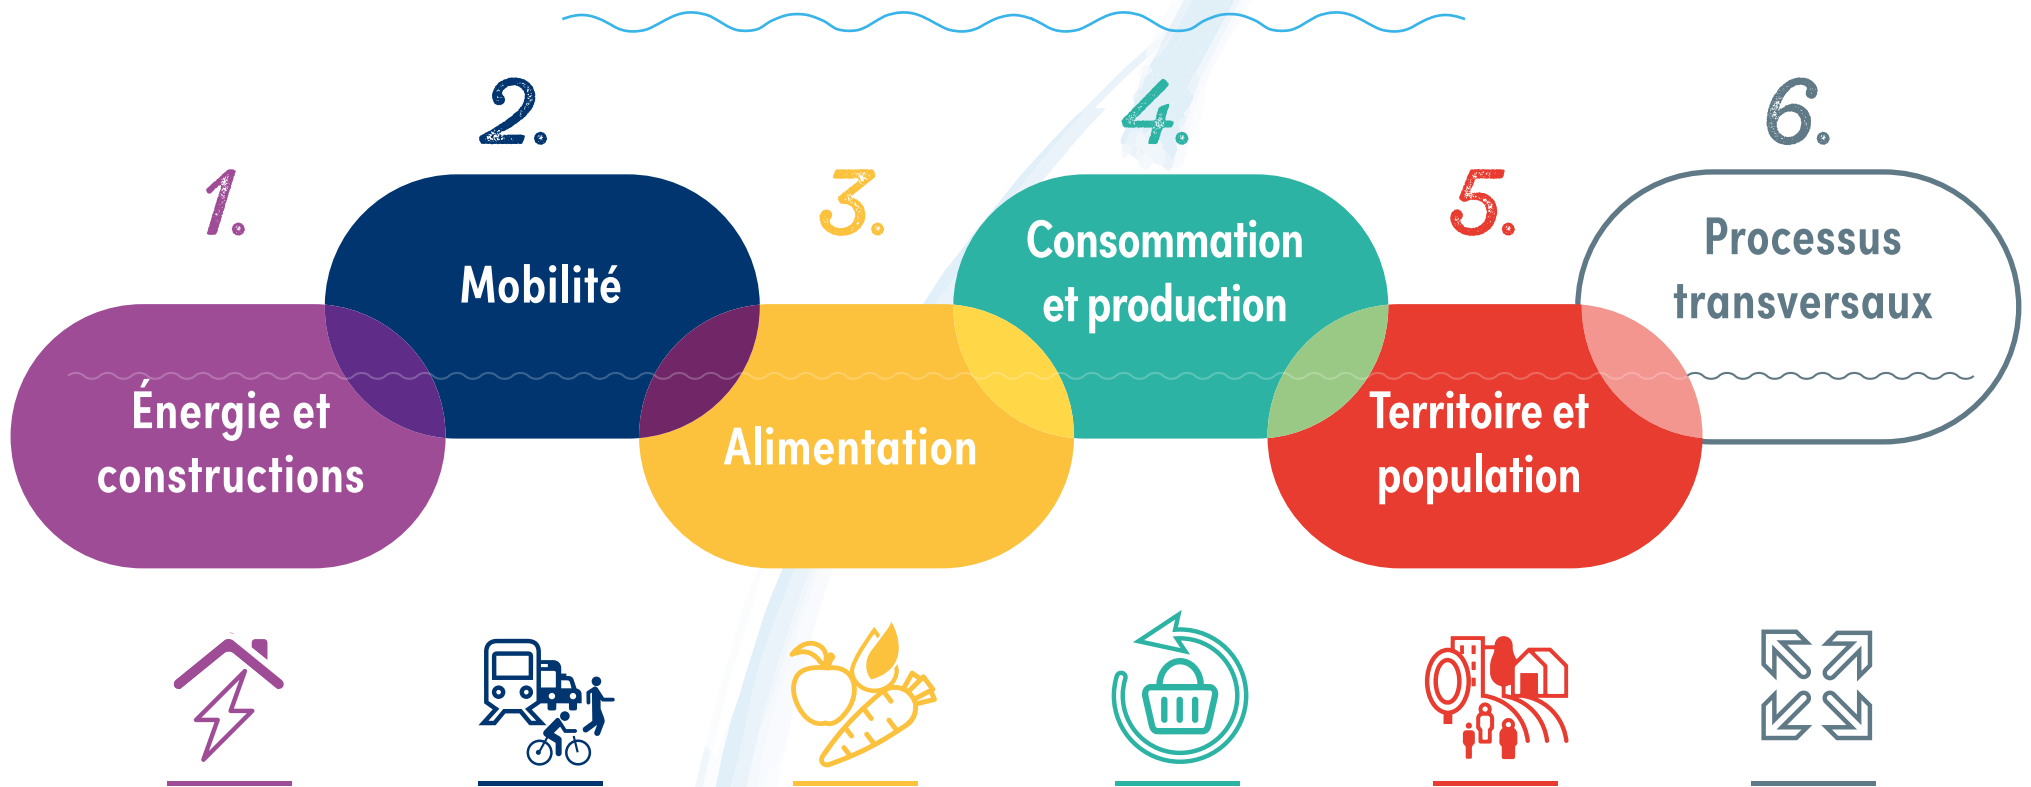 1.
Énergie et
constructions
2.
Mobilité
3.
Alimentation
4.
Consommation
et production
5.
Territoire et
population
6.
Processus
transversaux